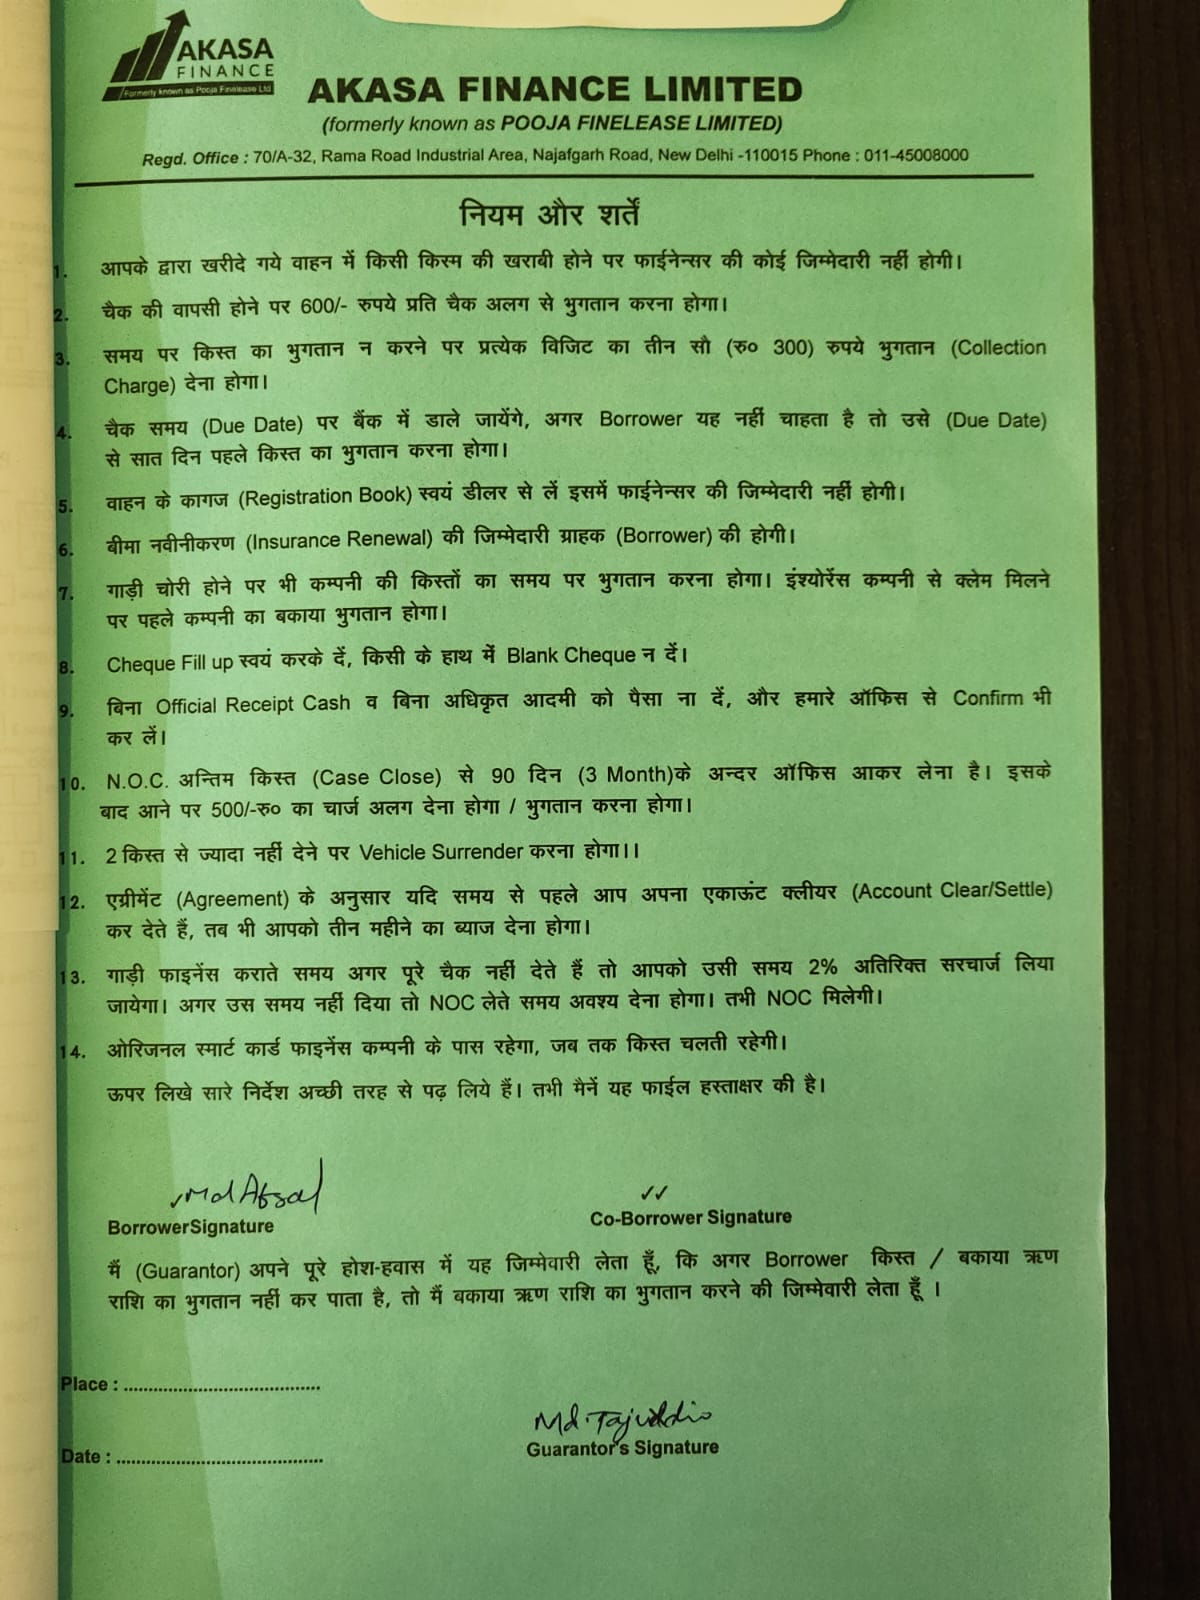 AKASA
FINANCE
Formerly known as Pooja Finelease Ltd
AKASA FINANCE LIMITED
(formerly known as POOJA FINELEASE LIMITED)
Regd. Office : 70/A-32, Rama Road Industrial Area, Najafgarh Road, New Delhi -110015 Phone : 011-45008000
नियम और शर्तें
1. आपके द्वारा खरीदे गये वाहन में किसी किस्म की खराबी होने पर फाईनेन्सर की कोई जिम्मेदारी नहीं होगी।
2. चैक की वापसी होने पर 600/- रुपये प्रति चैक अलग से भुगतान करना होगा।
3. समय पर किस्त का भुगतान न करने पर प्रत्येक विजिट का तीन सौ (रु० 300) रुपये भुगतान (Collection
Charge) देना होगा।
4. चैक समय (Due Date) पर बैंक में डाले जायेंगे, अगर Borrower यह नहीं चाहता है तो उसे (Due Date)
से सात दिन पहले किस्त का भुगतान करना होगा।
5. वाहन के कागज (Registration Book) स्वयं डीलर से लें इसमें फाईनेन्सर की जिम्मेदारी नहीं होगी।
6. बीमा नवीनीकरण (Insurance Renewal) की जिम्मेदारी ग्राहक (Borrower) की होगी।
7. गाड़ी चोरी होने पर भी कम्पनी की किस्तों का समय पर भुगतान करना होगा। इंश्योरेंस कम्पनी से क्लेम मिलने
पर पहले कम्पनी का बकाया भुगतान होगा।
8. Cheque Fill up स्वयं करके दें, किसी के हाथ में Blank Cheque न दें।
9. बिना Official Receipt Cash व बिना अधिकृत आदमी को पैसा ना दें, और हमारे ऑफिस से Confirm भी
कर लें।
10. N.O.C. अन्तिम किस्त (Case Close) से 90 दिन (3 Month)के अन्दर ऑफिस आकर लेना है। इसके
बाद आने पर 500/-रु० का चार्ज अलग देना होगा / भुगतान करना होगा।
11. 2 किस्त से ज्यादा नहीं देने पर Vehicle Surrender करना होगा।।
12. एग्रीमेंट (Agreement) के अनुसार यदि समय से पहले आप अपना एकाऊंट क्लीयर (Account Clear/Settle)
कर देते हैं, तब भी आपको तीन महीने का ब्याज देना होगा।
13. गाड़ी फाइनेंस कराते समय अगर पूरे चैक नहीं देते हैं तो आपको उसी समय 2% अतिरिक्त सरचार्ज लिया
जायेगा। अगर उस समय नहीं दिया तो NOC लेते समय अवश्य देना होगा। तभी NOC मिलेगी।
14. ओरिजनल स्मार्ट कार्ड फाइनेंस कम्पनी के पास रहेगा, जब तक किस्त चलती रहेगी।
ऊपर लिखे सारे निर्देश अच्छी तरह से पढ़ लिये हैं। तभी मैनें यह फाईल हस्ताक्षर की है।
✓Md Afzal
BorrowerSignature
✓✓
Co-Borrower Signature
मैं (Guarantor) अपने पूरे होश-हवास में यह जिम्मेवारी लेता हूँ, कि अगर Borrower किस्त / बकाया ऋण
राशि का भुगतान नहीं कर पाता है, तो मैं बकाया ऋण राशि का भुगतान करने की जिम्मेवारी लेता हूँ ।
Place : ........................................
Md. Tajuddin
Guarantor's Signature
Date : ..........................................